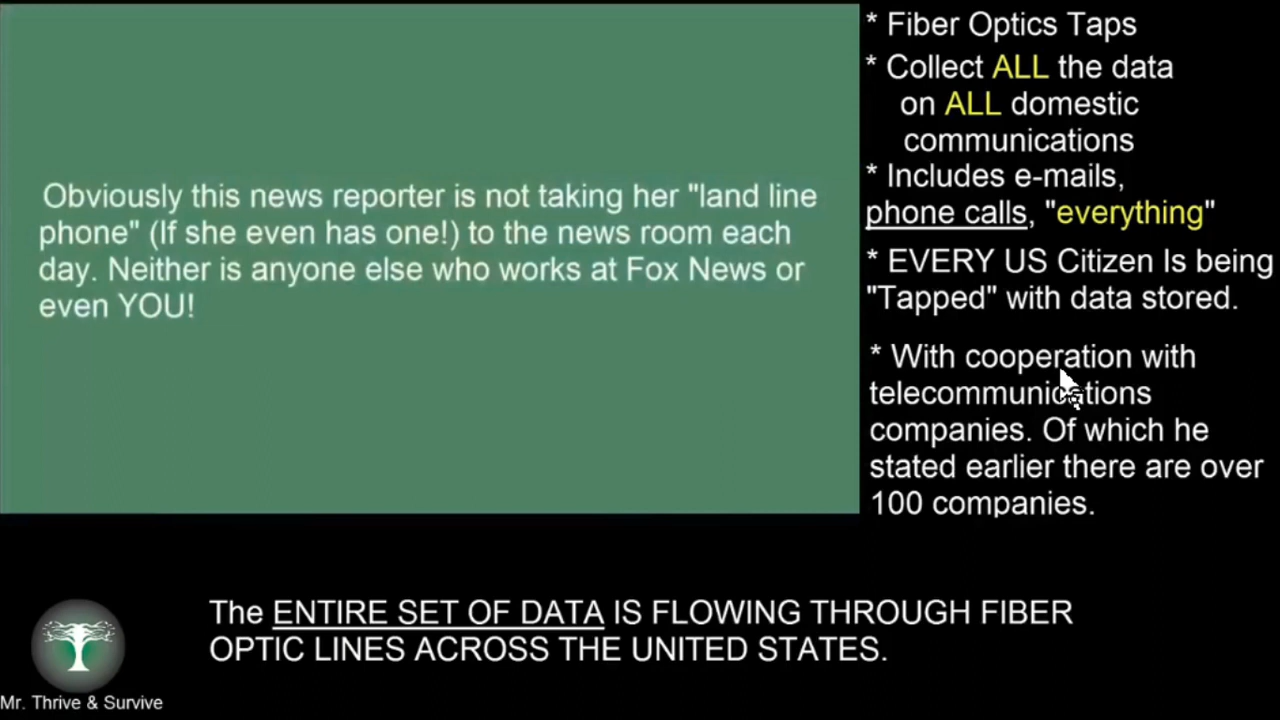 Obviously this news reporter is not taking her "land line
phone" (If she even has one!) to the news room each
day. Neither is anyone else who works at Fox News or
even YOU!
* Fiber Optics Taps
* Collect ALL the data
on ALL domestic
communications
* Includes e-mails,
phone calls, "everything"
* EVERY US Citizen Is being
"Tapped" with data stored.
* With cooperation with
telecommunications
companies. Of which he
stated earlier there are over
100 companies.
The ENTIRE SET OF DATA IS FLOWING THROUGH FIBER
OPTIC LINES ACROSS THE UNITED STATES.
Mr. Thrive & Survive